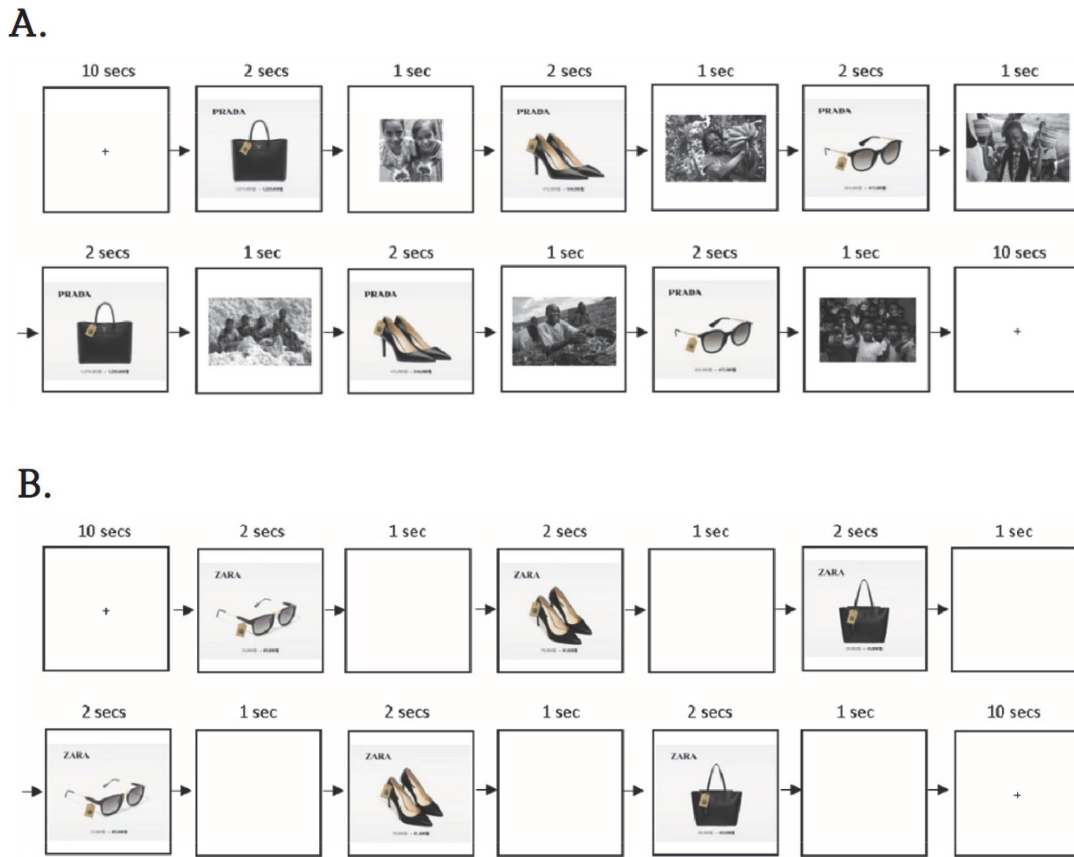 A.
10 secs 2 secs 1 sec 2 secs 1 sec 2 secs 1 sec
+
PRADA PRADA PRADA
2 secs 1 sec 2 secs 1 sec 2 secs 1 sec 10 secs
PRADA PRADA PRADA
+
B.
10 secs 2 secs 1 sec 2 secs 1 sec 2 secs 1 sec
ZARA ZARA ZARA
+
2 secs 1 sec 2 secs 1 sec 2 secs 1 sec 10 secs
ZARA ZARA ZARA
+